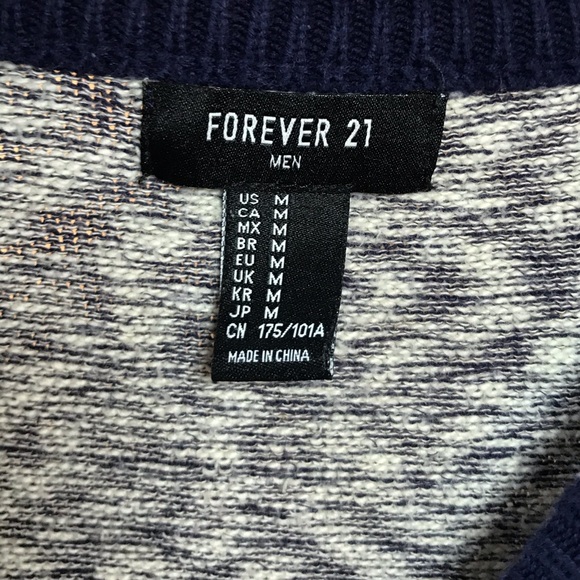 FOREVER 21
MEN
US M
CA M
MX M
BR M
EU M
UK M
KR M
JP M
CN 175/101A
MADE IN CHINA